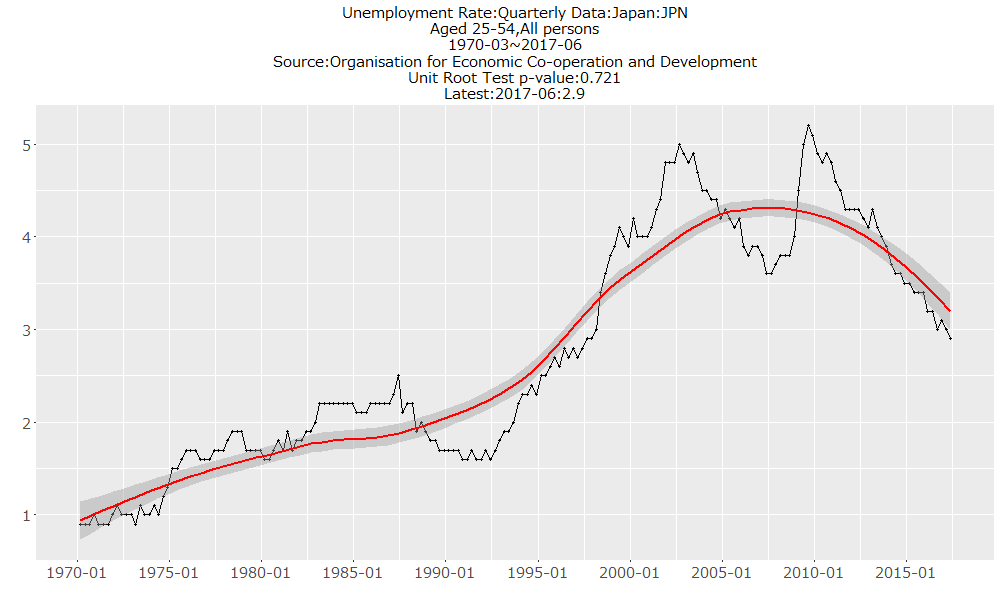 Unemployment Rate:Quarterly Data:Japan:JPN
Aged 25-54,All persons
1970-03~2017-06
Source:Organisation for Economic Co-operation and Development
Unit Root Test p-value:0.721
Latest:2017-06:2.9
5
4
3
2
1
1970-01 1975-01 1980-01 1985-01 1990-01 1995-01 2000-01 2005-01 2010-01 2015-01